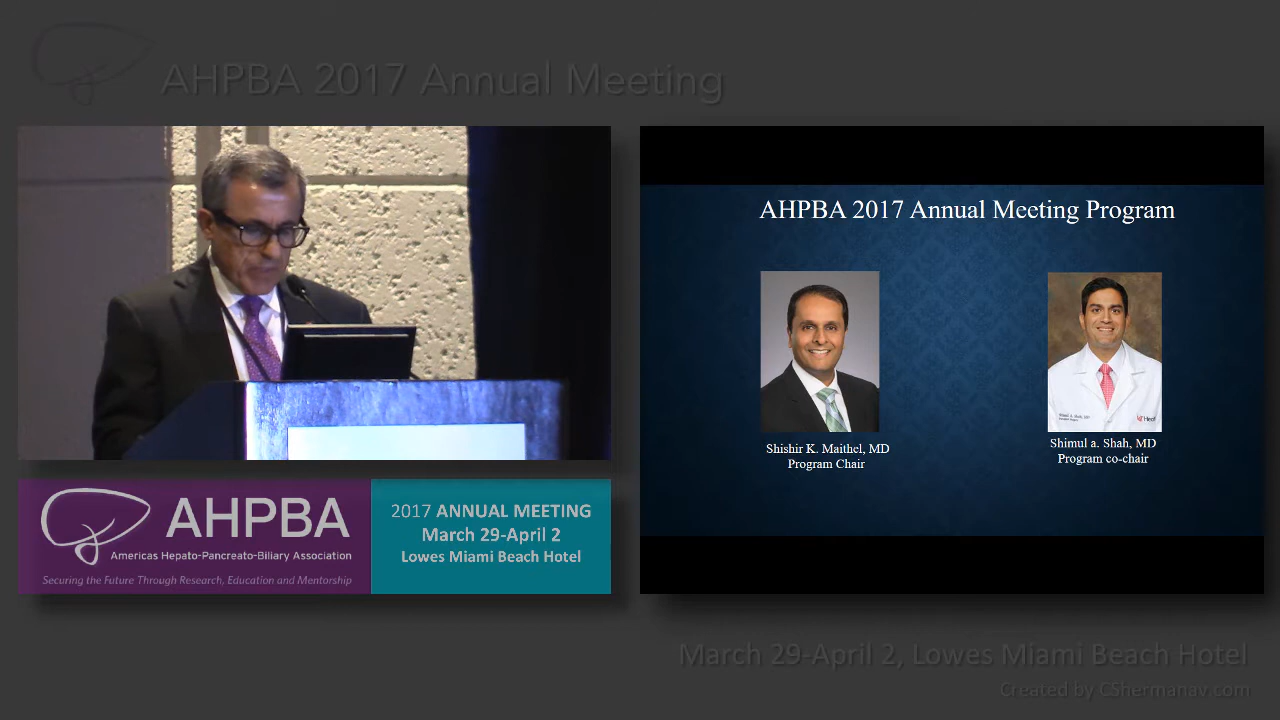 AHPBA 2017 Annual Meeting
AHPBA 2017 Annual Meeting Program
Shishir K. Maithel, MD
Program Chair
Shimul a. Shah, MD
Program co-chair
AHPBA
Americas Hepato-Pancreato-Biliary Association
Securing the Future Through Research, Education and Mentorship
2017 ANNUAL MEETING
March 29-April 2
Lowes Miami Beach Hotel
March 29-April 2, Lowes Miami Beach Hotel
Created by CShermanav.com